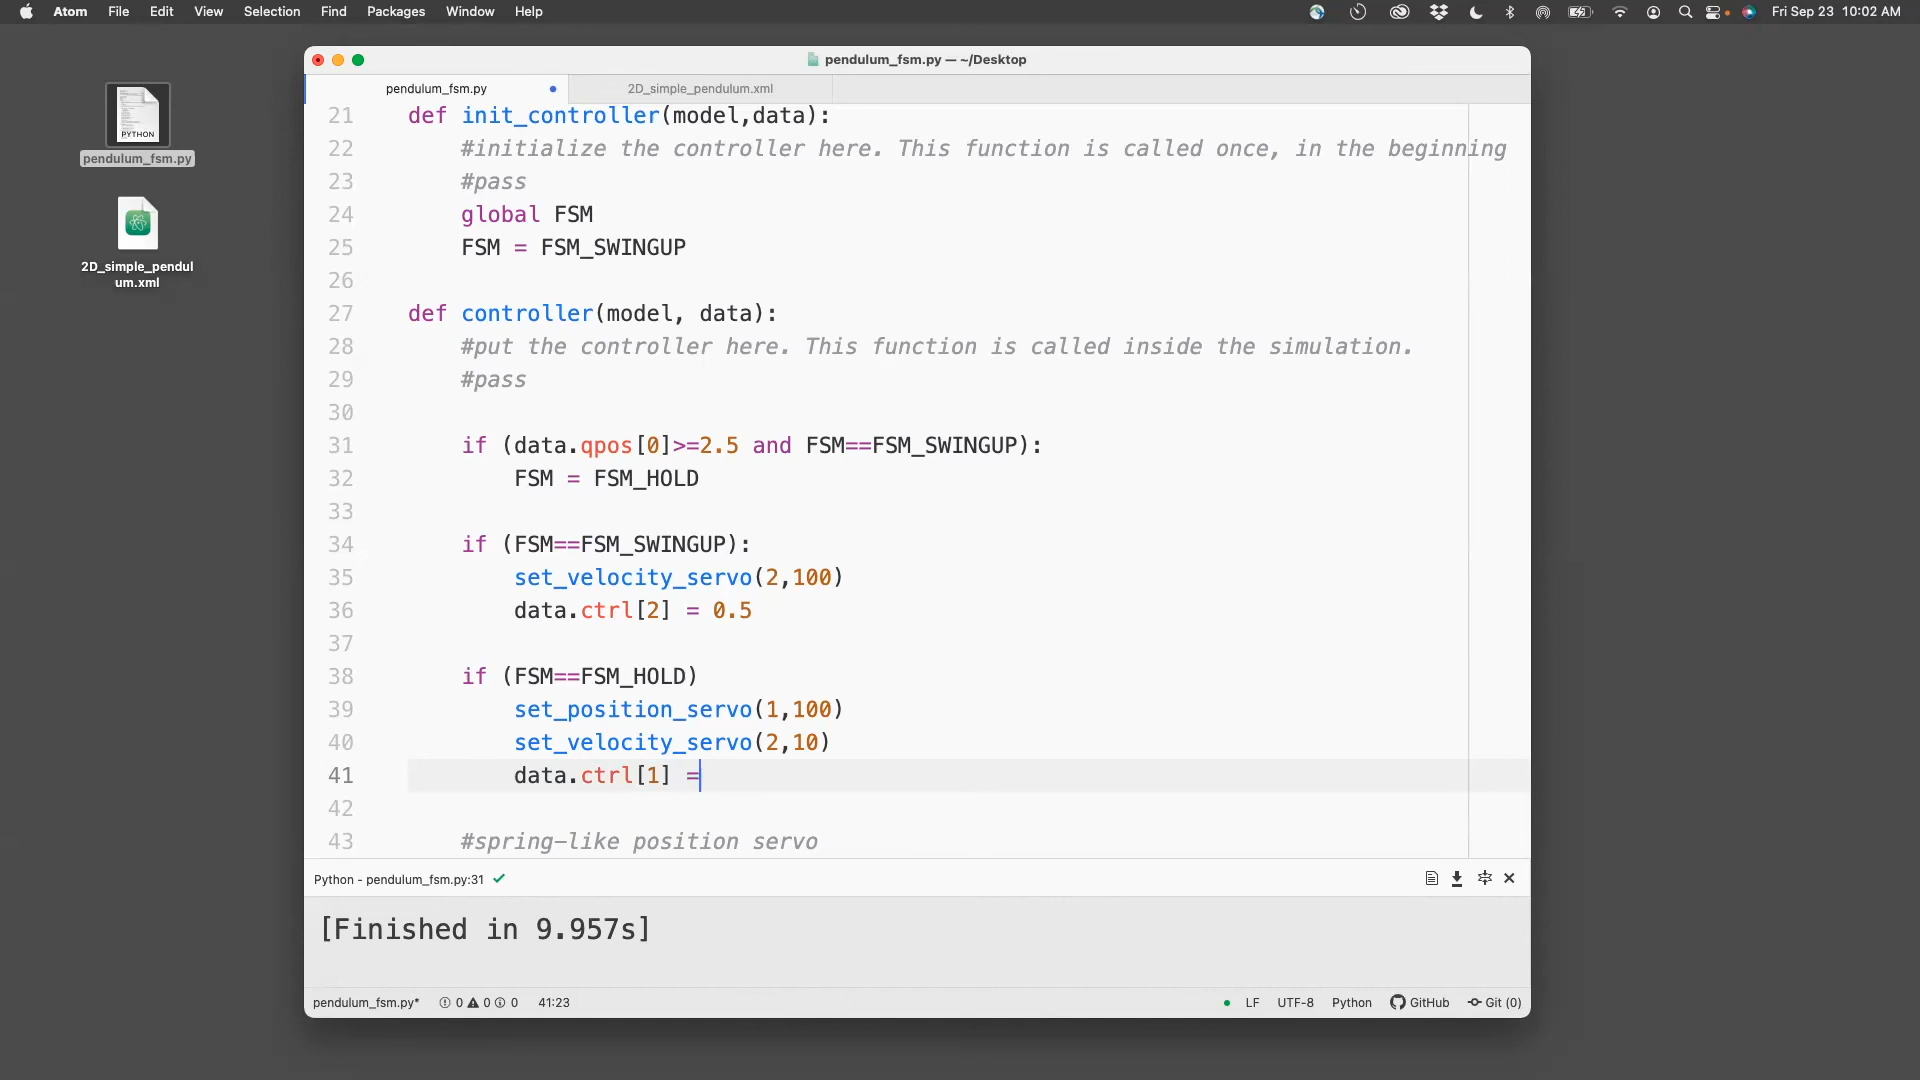 Atom File Edit View Selection Find Packages Window Help
Fri Sep 23 10:02 AM
PYTHON
pendulum_fsm.py
2D_simple_pendul
um.xml
pendulum_fsm.py — ~/Desktop
pendulum_fsm.py 2D_simple_pendulum.xml
21 def init_controller(model,data):
22 #initialize the controller here. This function is called once, in the beginning
23 #pass
24 global FSM
25 FSM = FSM_SWINGUP
26
27 def controller(model, data):
28 #put the controller here. This function is called inside the simulation.
29 #pass
30
31 if (data.qpos[0]>=2.5 and FSM==FSM_SWINGUP):
32 FSM = FSM_HOLD
33
34 if (FSM==FSM_SWINGUP):
35 set_velocity_servo(2,100)
36 data.ctrl[2] = 0.5
37
38 if (FSM==FSM_HOLD)
39 set_position_servo(1,100)
40 set_velocity_servo(2,10)
41 data.ctrl[1] =
42
43 #spring-like position servo
Python - pendulum_fsm.py:31
[Finished in 9.957s]
pendulum_fsm.py* 0 0 0 41:23 LF UTF-8 Python GitHub Git (0)